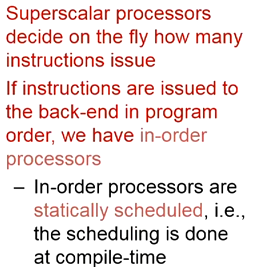 Superscalar processors
decide on the fly how many
instructions issue
If instructions are issued to
the back-end in program
order, we have in-order
processors
– In-order processors are
statically scheduled, i.e.,
the scheduling is done
at compile-time